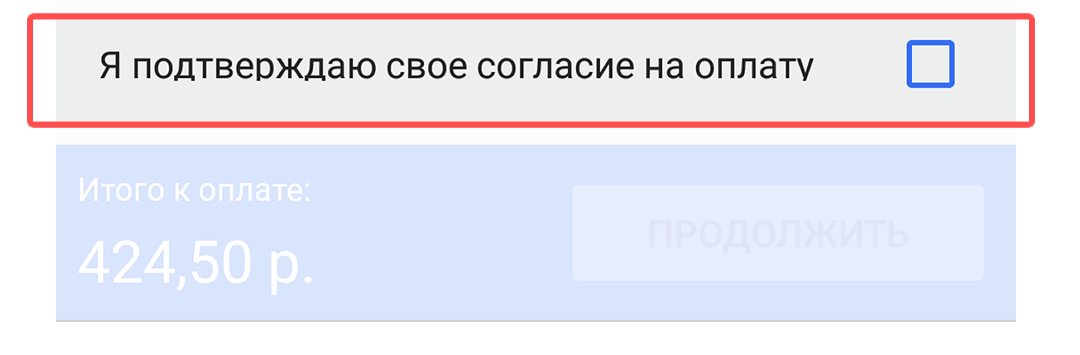 Я подтверждаю свое согласие на оплату
Итого к оплате:
424,50 р.
ПРОДОЛЖИТЬ